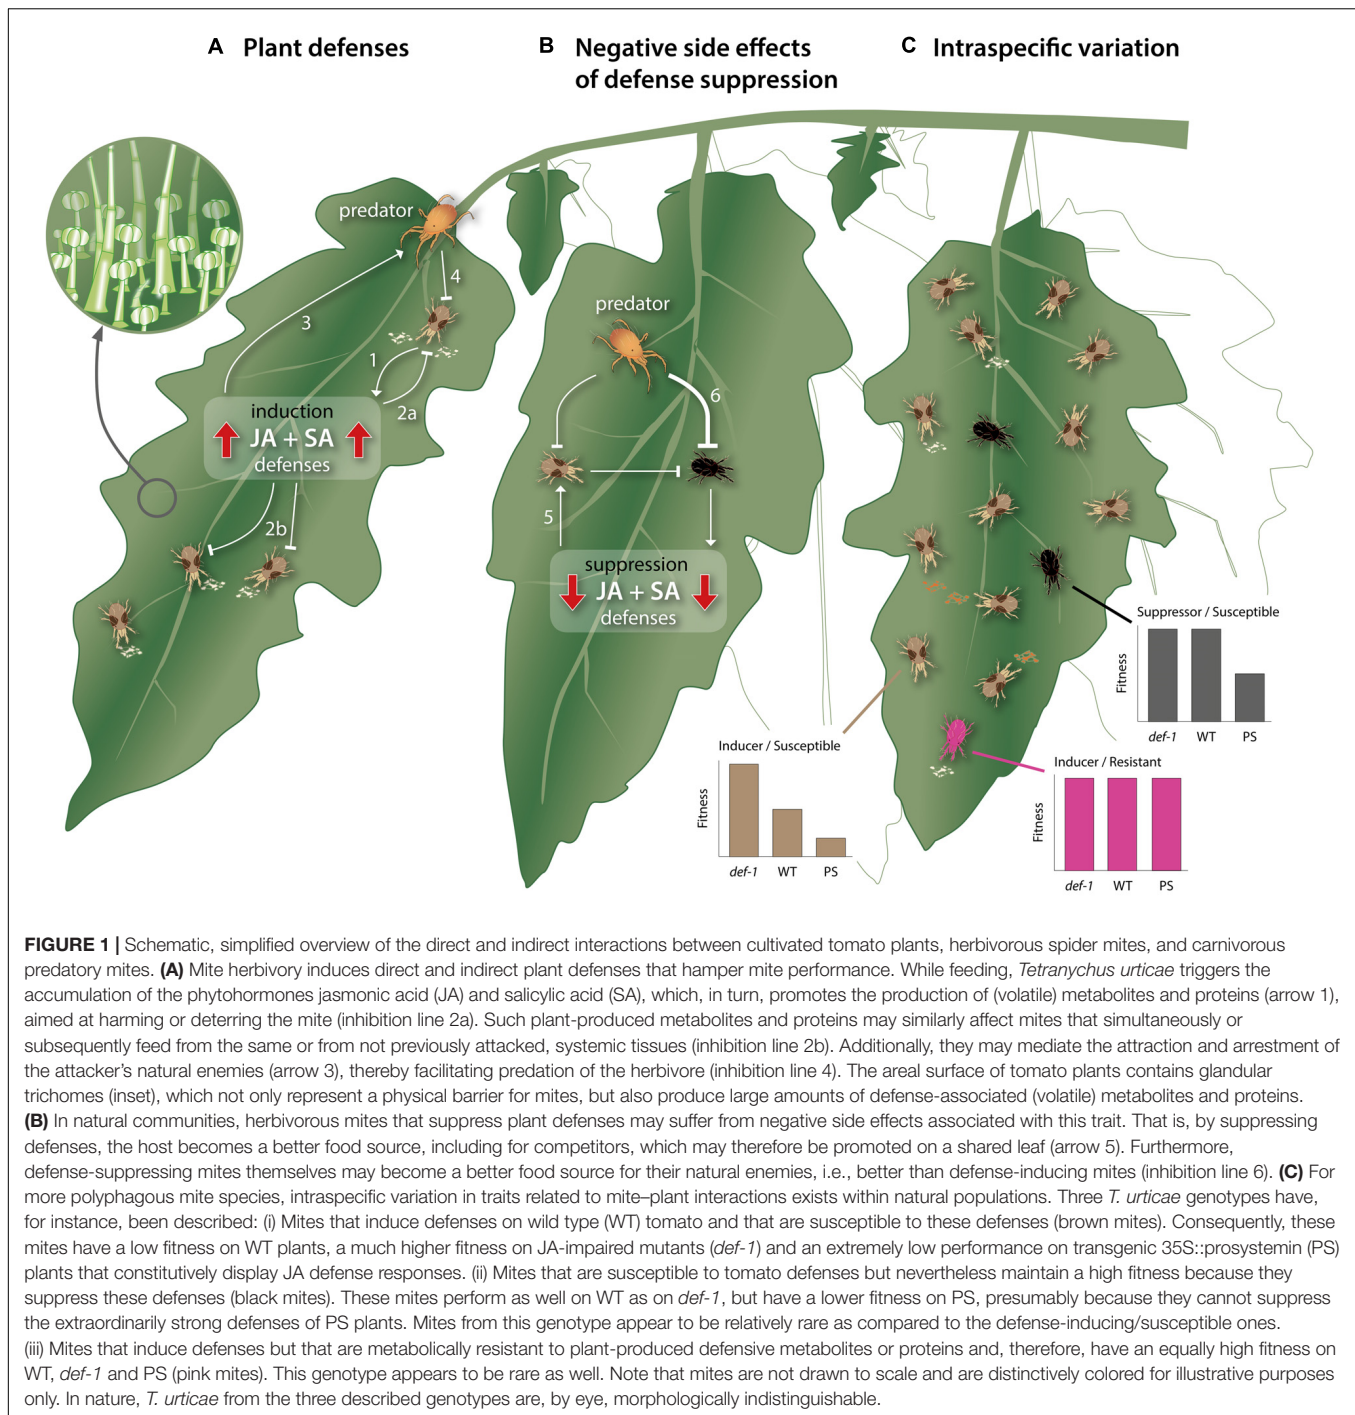 A Plant defenses
B Negative side effects
of defense suppression
C Intraspecific variation
predator
4
3
1
2a
induction
JA + SA
defenses
2b
predator
6
5
suppression
JA + SA
defenses
Suppressor / Susceptible
Fitness
def-1 WT PS
Inducer / Susceptible
Fitness
def-1 WT PS
Inducer / Resistant
Fitness
def-1 WT PS
FIGURE 1 | Schematic, simplified overview of the direct and indirect interactions between cultivated tomato plants, herbivorous spider mites, and carnivorous
predatory mites. (A) Mite herbivory induces direct and indirect plant defenses that hamper mite performance. While feeding, Tetranychus urticae triggers the
accumulation of the phytohormones jasmonic acid (JA) and salicylic acid (SA), which, in turn, promotes the production of (volatile) metabolites and proteins (arrow 1),
aimed at harming or deterring the mite (inhibition line 2a). Such plant-produced metabolites and proteins may similarly affect mites that simultaneously or
subsequently feed from the same or from not previously attacked, systemic tissues (inhibition line 2b). Additionally, they may mediate the attraction and arrestment of
the attacker's natural enemies (arrow 3), thereby facilitating predation of the herbivore (inhibition line 4). The areal surface of tomato plants contains glandular
trichomes (inset), which not only represent a physical barrier for mites, but also produce large amounts of defense-associated (volatile) metabolites and proteins.
(B) In natural communities, herbivorous mites that suppress plant defenses may suffer from negative side effects associated with this trait. That is, by suppressing
defenses, the host becomes a better food source, including for competitors, which may therefore be promoted on a shared leaf (arrow 5). Furthermore,
defense-suppressing mites themselves may become a better food source for their natural enemies, i.e., better than defense-inducing mites (inhibition line 6). (C) For
more polyphagous mite species, intraspecific variation in traits related to mite–plant interactions exists within natural populations. Three T. urticae genotypes have,
for instance, been described: (i) Mites that induce defenses on wild type (WT) tomato and that are susceptible to these defenses (brown mites). Consequently, these
mites have a low fitness on WT plants, a much higher fitness on JA-impaired mutants (def-1) and an extremely low performance on transgenic 35S::prosystemin (PS)
plants that constitutively display JA defense responses. (ii) Mites that are susceptible to tomato defenses but nevertheless maintain a high fitness because they
suppress these defenses (black mites). These mites perform as well on WT as on def-1, but have a lower fitness on PS, presumably because they cannot suppress
the extraordinarily strong defenses of PS plants. Mites from this genotype appear to be relatively rare as compared to the defense-inducing/susceptible ones.
(iii) Mites that induce defenses but that are metabolically resistant to plant-produced defensive metabolites or proteins and, therefore, have an equally high fitness on
WT, def-1 and PS (pink mites). This genotype appears to be rare as well. Note that mites are not drawn to scale and are distinctively colored for illustrative purposes
only. In nature, T. urticae from the three described genotypes are, by eye, morphologically indistinguishable.